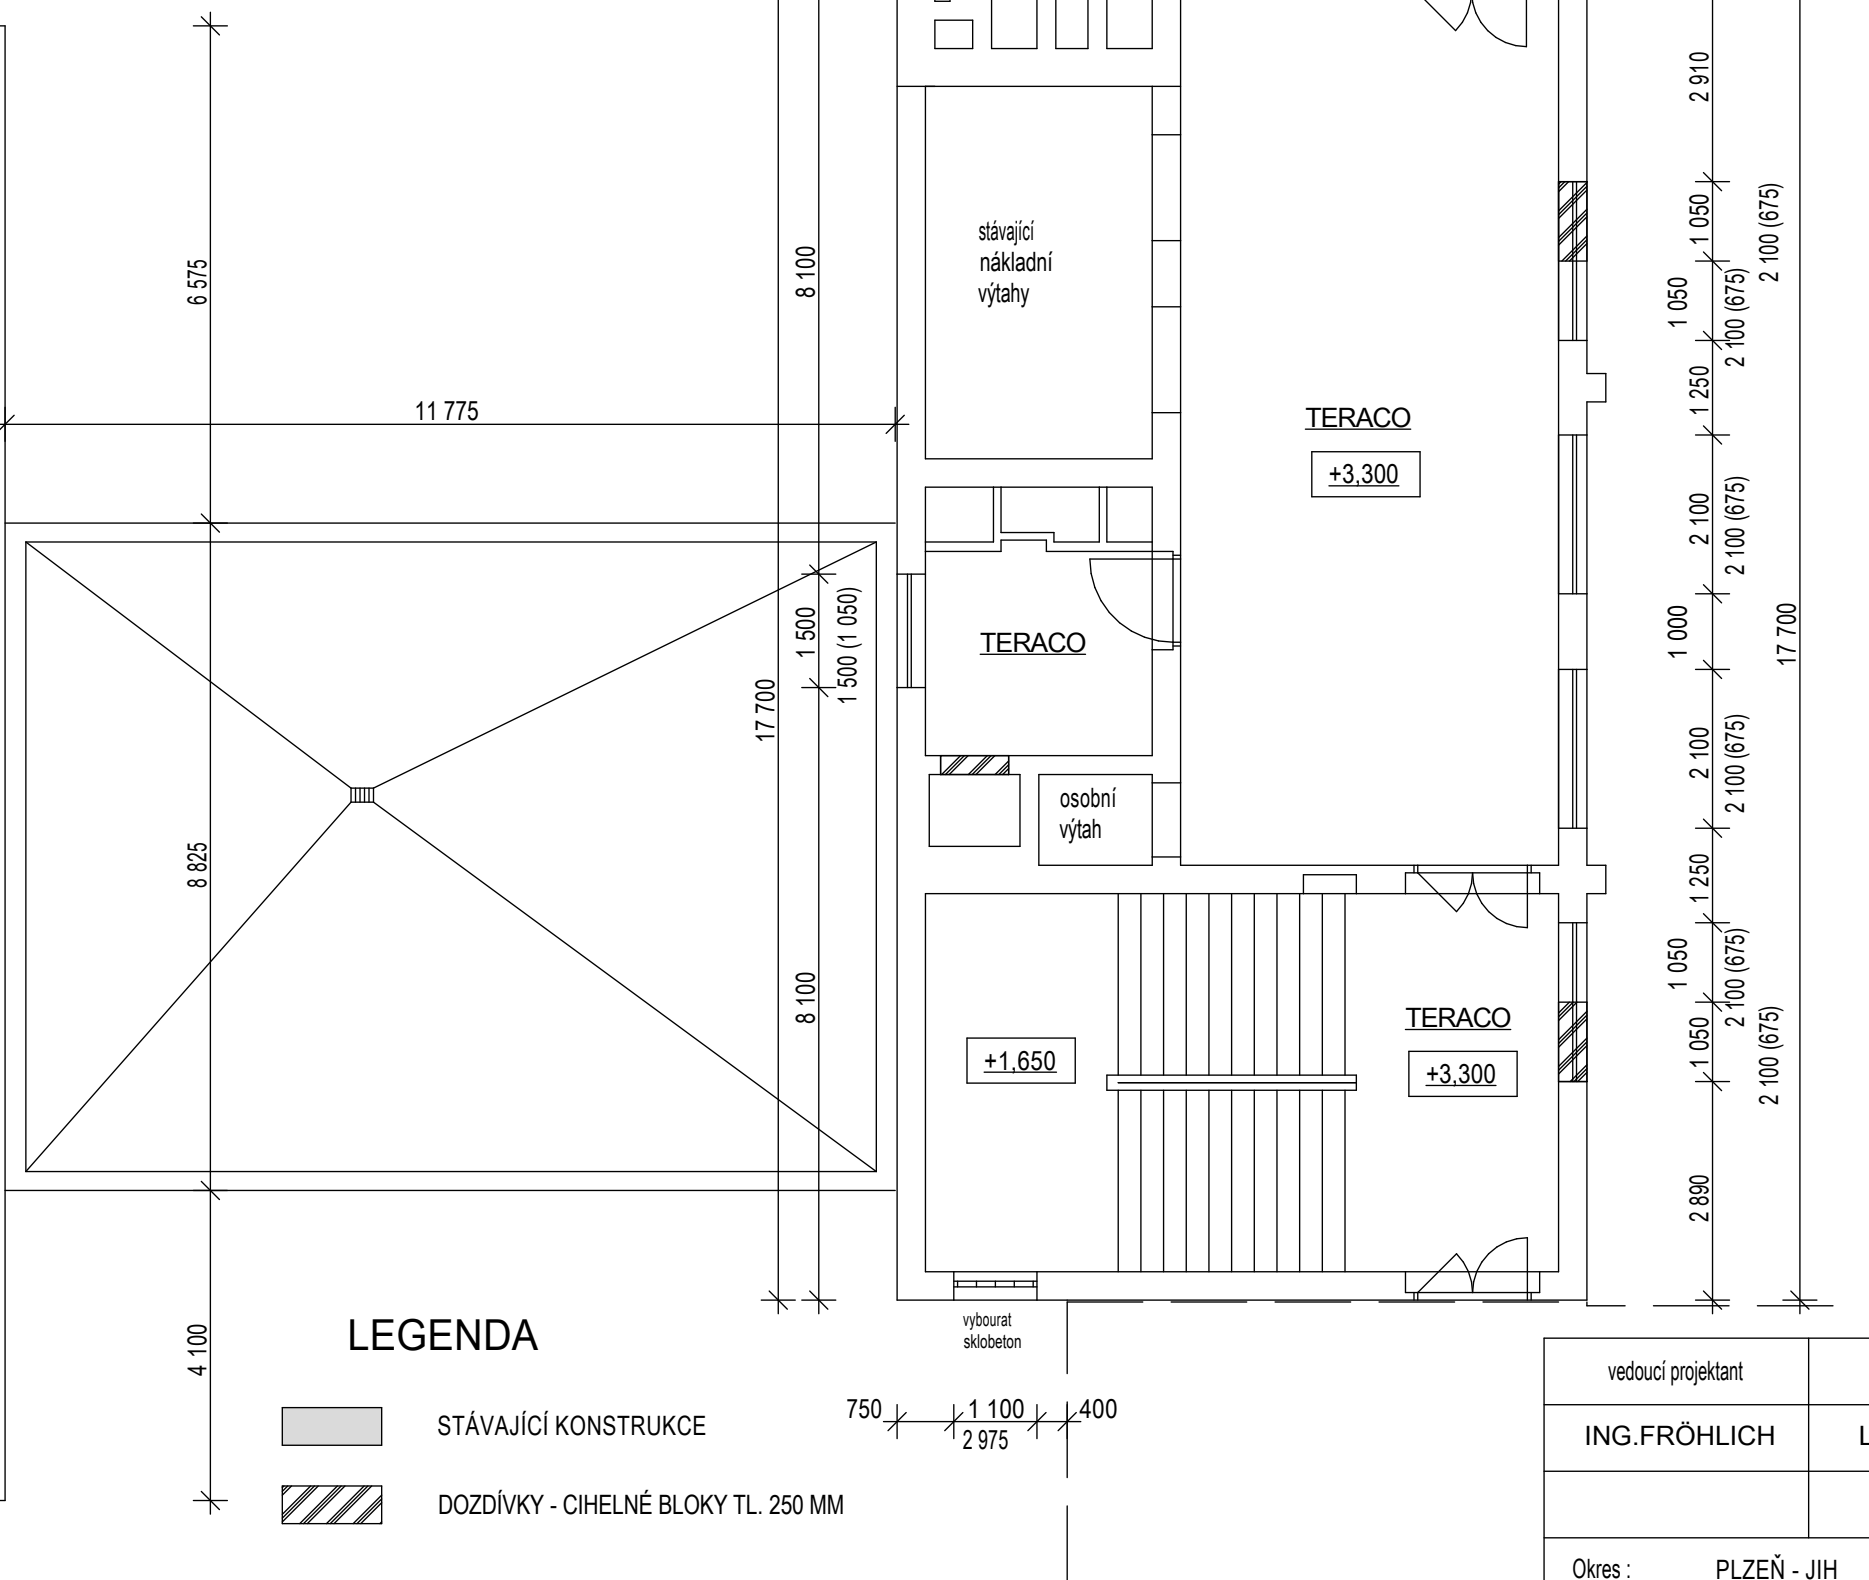 2 910
1 050
2 100 (675)
stávající
nákladní
výtahy
6 575
8 100
1 050
2 100 (675)
11 775
1 250
TERACO
+3,300
2 100
2 100 (675)
1 500
1 500 (1 050)
TERACO
1 000
17 700
17 700
2 100
2 100 (675)
osobní
výtah
8 825
1 250
8 100
1 050
2 100 (675)
TERACO
+3,300
+1,650
1 050
2 100 (675)
2 890
vybourat
sklobeton
LEGENDA
4 100
vedoucí projektant
750
1 100
400
2 975
STÁVAJÍCÍ KONSTRUKCE
ING.FRÖHLICH
L
DOZDÍVKY - CIHELNÉ BLOKY TL. 250 MM
Okres : PLZEŇ - JIH